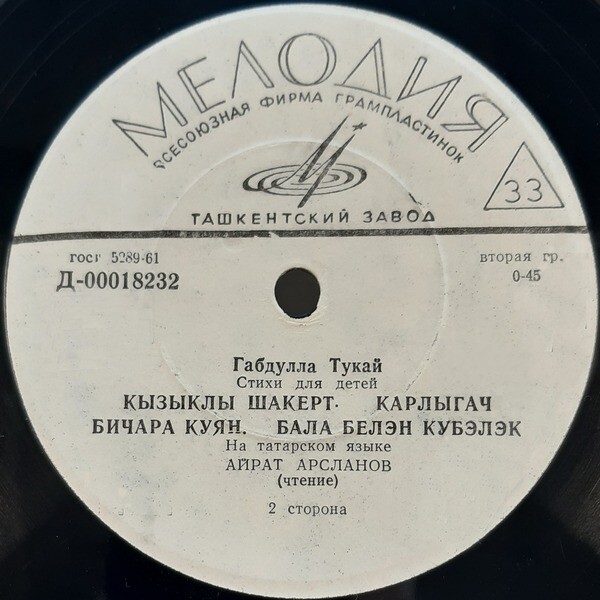 МЕЛОДИЯ
ВСЕСОЮЗНАЯ ФИРМА ГРАМПЛАСТИНОК
33
ТАШКЕНТСКИЙ ЗАВОД
гост 5289-61
вторая гр.
Д-00018232
0-45
Габдулла Тукай
Стихи для детей
КЫЗЫКЛЫ ШАКЕРТ. КАРЛЫГАЧ
БИЧАРА КУЯН. БАЛА БЕЛЭН КУБЭЛЭК
На татарском языке
АЙРАТ АРСЛАНОВ
(чтение)
2 сторона